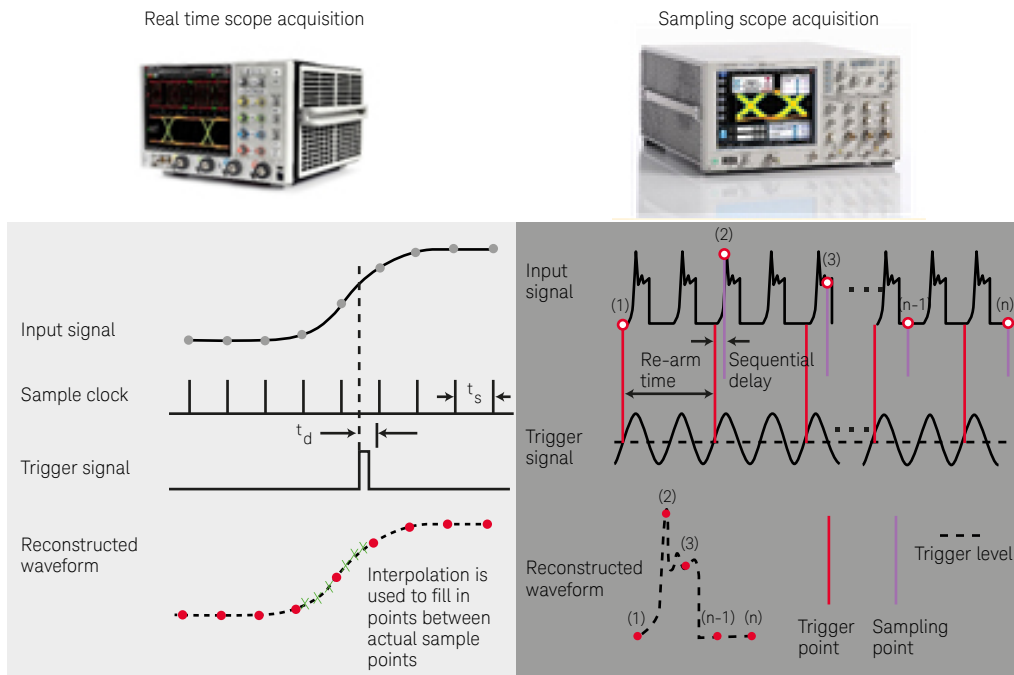 Real time scope acquisition
Sampling scope acquisition
Input signal
Sample clock
t_s
t_d
Trigger signal
Reconstructed
waveform
Interpolation is
used to fill in
points between
actual sample
points
Input
signal
(1)
(2)
(3)
(n-1)
(n)
Re-arm
time
Sequential
delay
Trigger
signal
Reconstructed
waveform
(1)
(2)
(3)
(n-1)
(n)
Trigger
point
Sampling
point
Trigger level